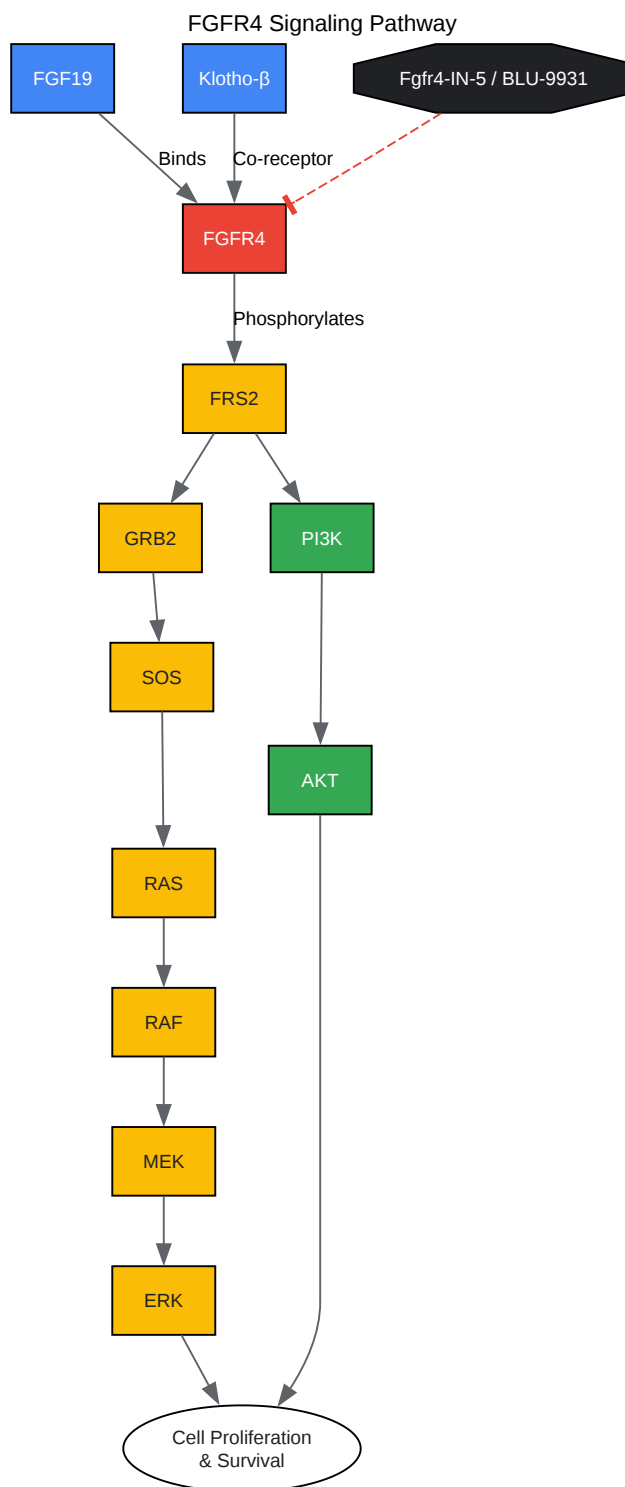 FGFR4 Signaling Pathway
FGF19
Klotho-β
Fgfr4-IN-5 / BLU-9931
Binds
Co-receptor
FGFR4
Phosphorylates
FRS2
GRB2
PI3K
SOS
AKT
RAS
RAF
MEK
ERK
Cell Proliferation
& Survival